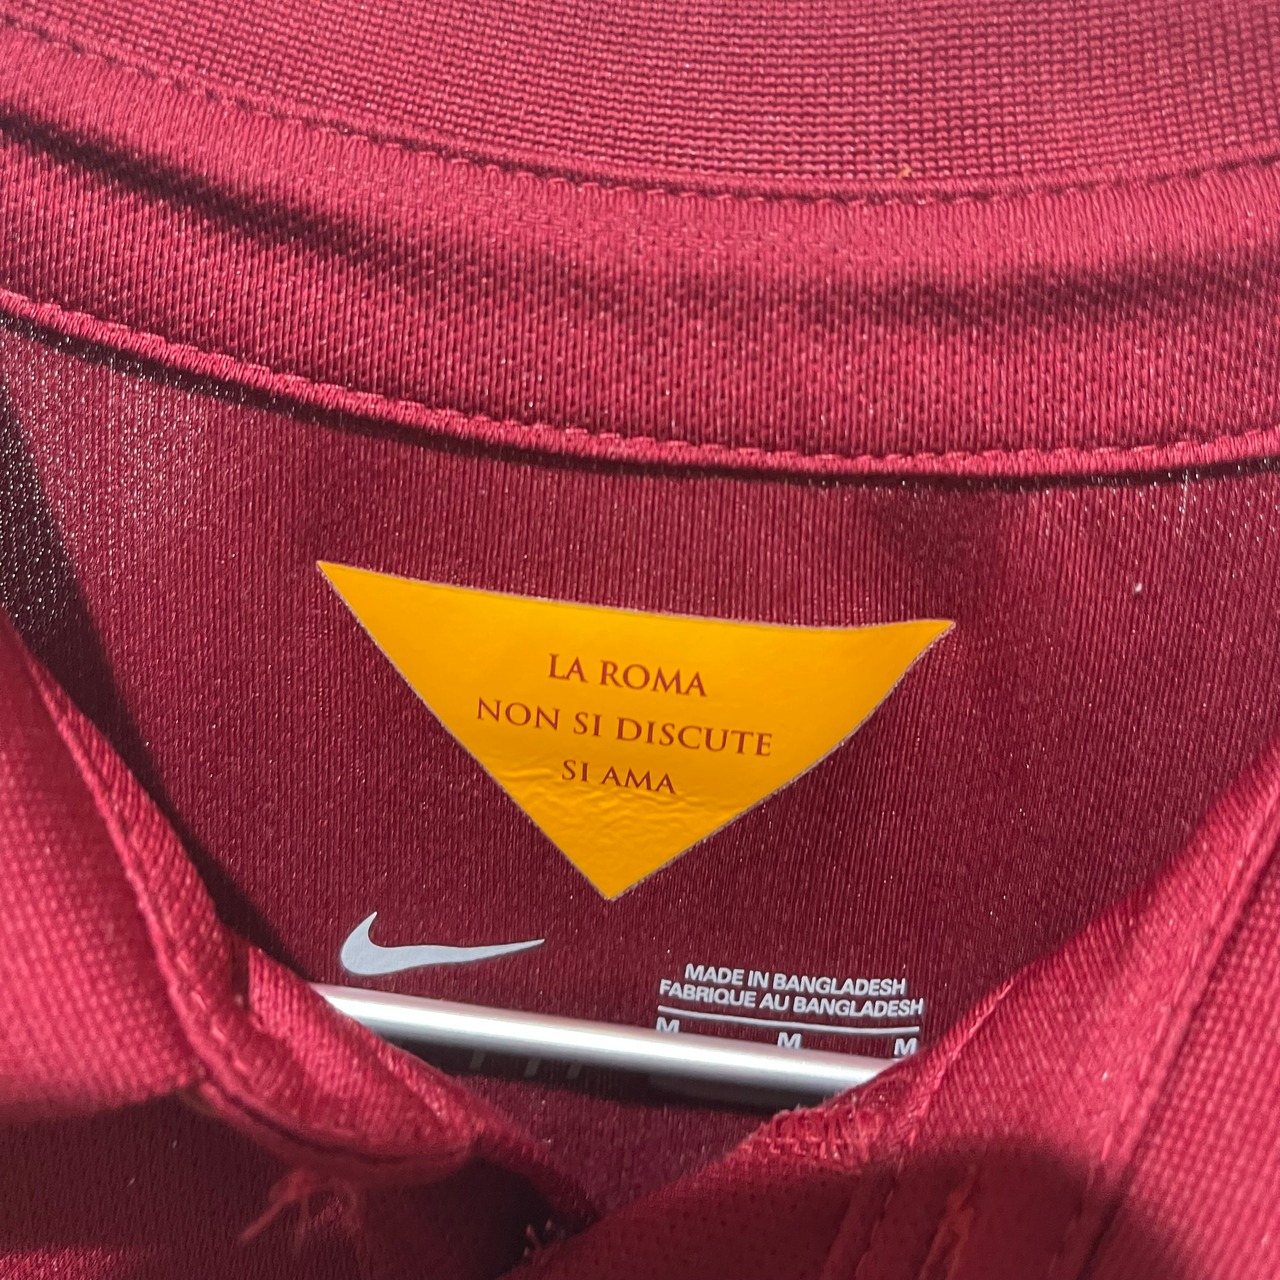 LA ROMA
NON SI DISCUTE
SI AMA
MADE IN BANGLADESH
FABRIQUE AU BANGLADESH
M M M